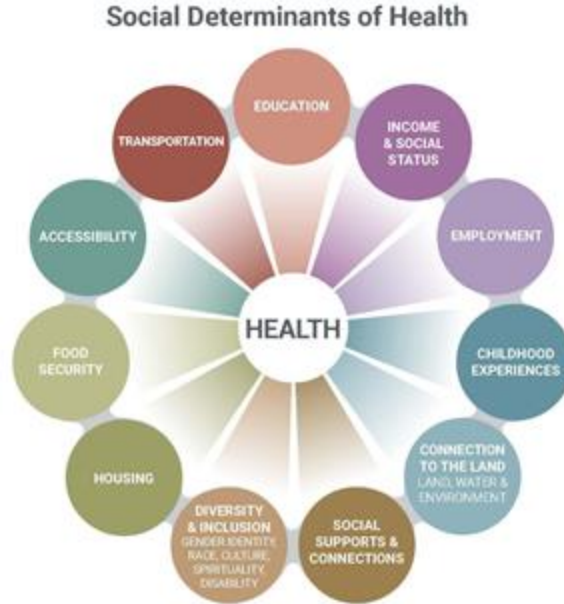 Social Determinants of Health
EDUCATION
INCOME
& SOCIAL
STATUS
EMPLOYMENT
CHILDHOOD
EXPERIENCES
CONNECTION
TO THE LAND
LAND, WATER &
ENVIRONMENT
SOCIAL
SUPPORTS &
CONNECTIONS
DIVERSITY
& INCLUSION
GENDER IDENTITY,
RACE, CULTURE,
SPIRITUALITY,
DISABILITY
HOUSING
FOOD
SECURITY
ACCESSIBILITY
TRANSPORTATION
HEALTH